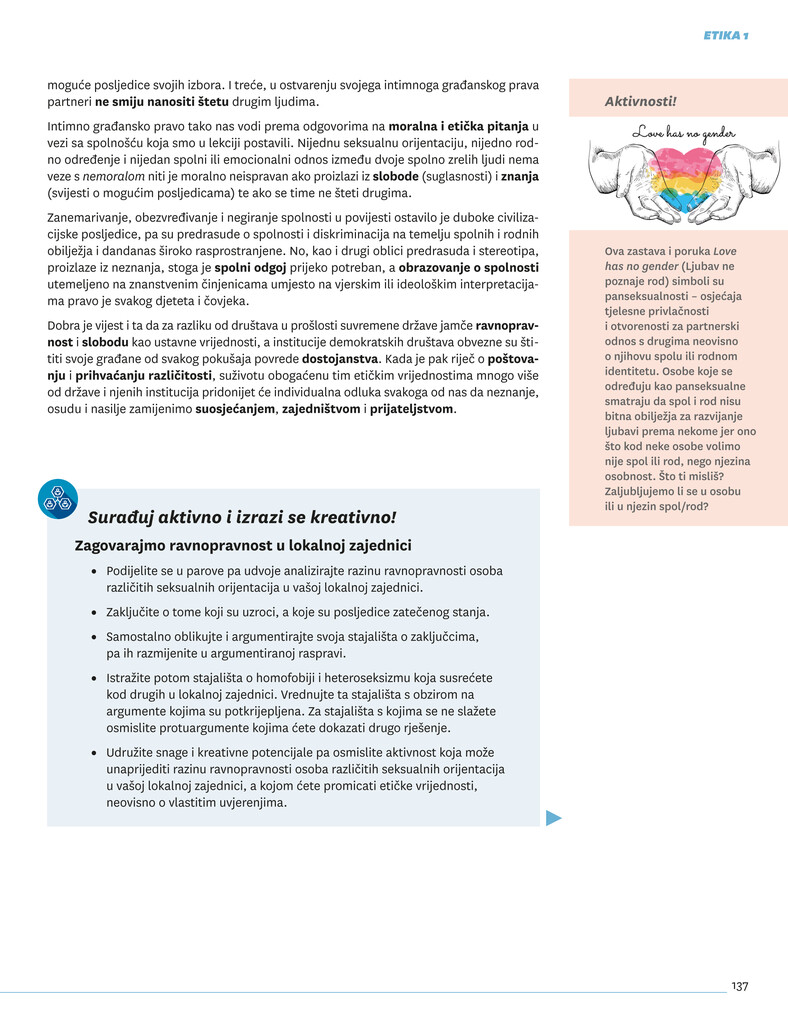 ETIKA 1
moguće posljedice svojih izbora. I treće, u ostvarenju svojega intimnoga građanskog prava
partneri ne smiju nanositi štetu drugim ljudima.
Intimno građansko pravo tako nas vodi prema odgovorima na moralna i etička pitanja u
vezi sa spolnošću koja smo u lekciji postavili. Nijednu seksualnu orijentaciju, nijedno rod-
no određenje i nijedan spolni ili emocionalni odnos između dvoje spolno zrelih ljudi nema
veze s nemoralom niti je moralno neispravan ako proizlazi iz slobode (suglasnosti) i znanja
(svijesti o mogućim posljedicama) te ako se time ne šteti drugima.
Zanemarivanje, obezvređivanje i negiranje spolnosti u povijesti ostavilo je duboke civiliza-
cijske posljedice, pa su predrasude o spolnosti i diskriminacija na temelju spolnih i rodnih
obilježja i dandanas široko rasprostranjene. No, kao i drugi oblici predrasuda i stereotipa,
proizlaze iz neznanja, stoga je spolni odgoj prijeko potreban, a obrazovanje o spolnosti
utemeljeno na znanstvenim činjenicama umjesto na vjerskim ili ideološkim interpretacija-
ma pravo je svakog djeteta i čovjeka.
Dobra je vijest i ta da za razliku od društava u prošlosti suvremene države jamče ravnoprav-
nost i slobodu kao ustavne vrijednosti, a institucije demokratskih društava obvezne su šti-
titi svoje građane od svakog pokušaja povrede dostojanstva. Kada je pak riječ o poštova-
nju i prihvaćanju različitosti, suživotu obogaćenu tim etičkim vrijednostima mnogo više
od države i njenih institucija pridonijet će individualna odluka svakoga od nas da neznanje,
osudu i nasilje zamijenimo suosjećanjem, zajedništvom i prijateljstvom.
Aktivnosti!
Love has no gender
Ova zastava i poruka Love
has no gender (Ljubav ne
poznaje rod) simboli su
panseksualnosti – osjećaja
tjelesne privlačnosti
i otvorenosti za partnerski
odnos s drugima neovisno
o njihovu spolu ili rodnom
identitetu. Osobe koje se
određuju kao panseksualne
smatraju da spol i rod nisu
bitna obilježja za razvijanje
ljubavi prema nekome jer ono
što kod neke osobe volimo
nije spol ili rod, nego njezina
osobnost. Što ti misliš?
Zaljubljujemo li se u osobu
ili u njezin spol/rod?
Surađuj aktivno i izrazi se kreativno!
Zagovarajmo ravnopravnost u lokalnoj zajednici
• Podijelite se u parove pa udvoje analizirajte razinu ravnopravnosti osoba
različitih seksualnih orijentacija u vašoj lokalnoj zajednici.
• Zaključite o tome koji su uzroci, a koje su posljedice zatečenog stanja.
• Samostalno oblikujte i argumentirajte svoja stajališta o zaključcima,
pa ih razmijenite u argumentiranoj raspravi.
• Istražite potom stajališta o homofobiji i heteroseksizmu koja susrećete
kod drugih u lokalnoj zajednici. Vrednujte ta stajališta s obzirom na
argumente kojima su potkrijepljena. Za stajališta s kojima se ne slažete
osmislite protuargumente kojima ćete dokazati drugo rješenje.
• Udružite snage i kreativne potencijale pa osmislite aktivnost koja može
unaprijediti razinu ravnopravnosti osoba različitih seksualnih orijentacija
u vašoj lokalnoj zajednici, a kojom ćete promicati etičke vrijednosti,
neovisno o vlastitim uvjerenjima.
137